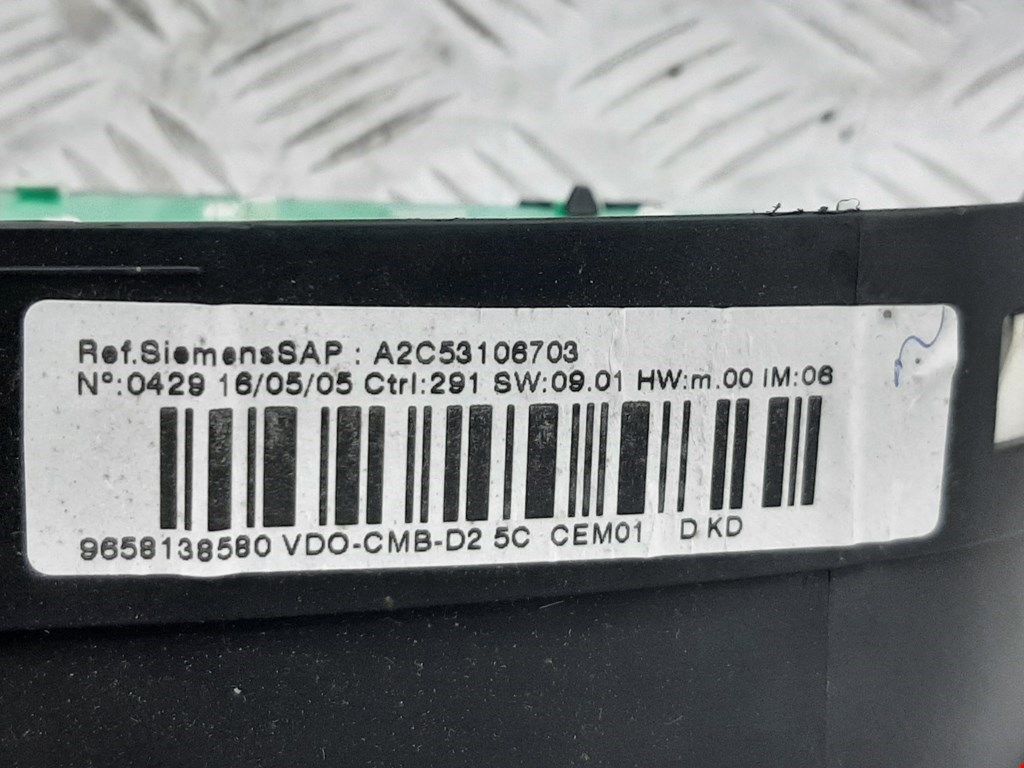 Ref.SiemensSAP : A2C53106703
Nº:0429 16/05/05 Ctrl:291 SW:09.01 HW:m.00 IM:06
9658138580 VDO-CMB-D2 5C CEM01 D KD